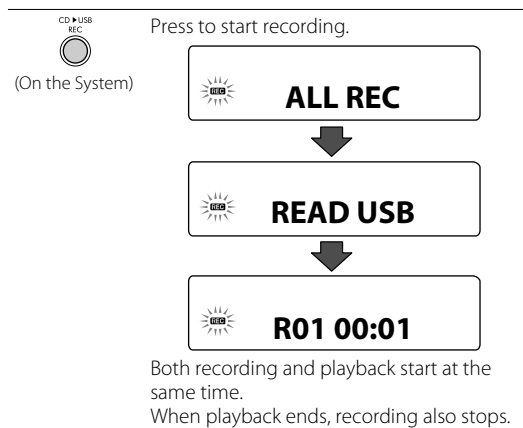 CD ▶ USB
REC
(On the System)
Press to start recording.
REC
ALL REC
REC
READ USB
REC
R01 00:01
Both recording and playback start at the
same time.
When playback ends, recording also stops.